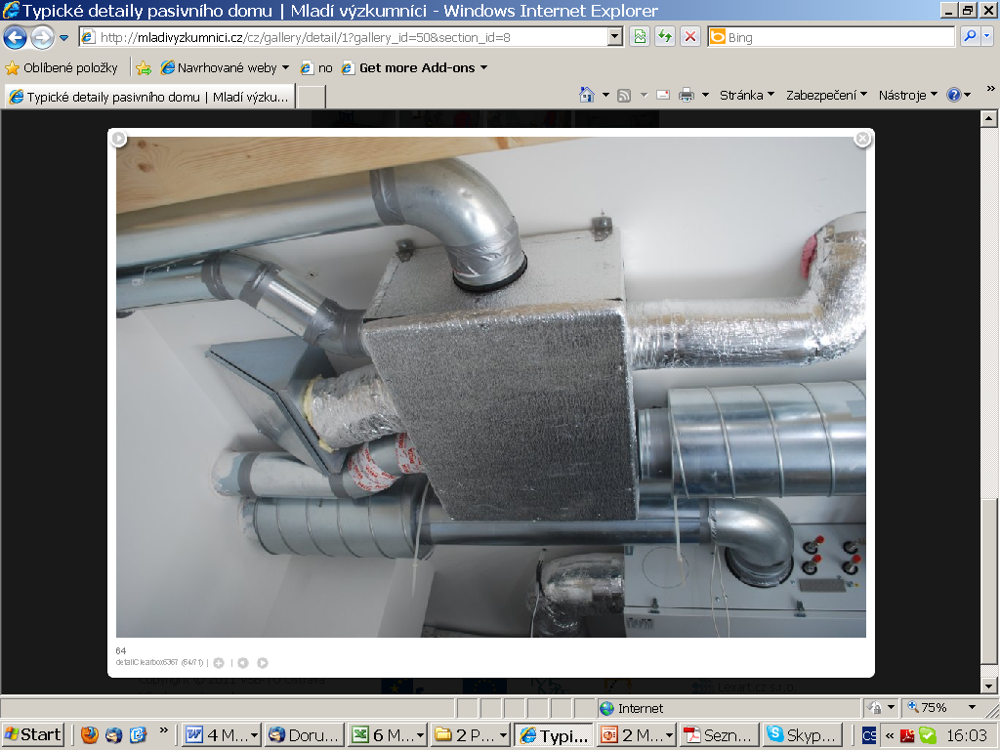 Typické detaily pasivního domu | Mladí výzkumníci - Windows Internet Explorer
http://mladivyzkumnici.cz/cz/gallery/detail/1?gallery_id=50&section_id=8
Bing
Oblíbené položky
Navrhované weby
no
Get more Add-ons
Typické detaily pasivního domu | Mladí výzku...
Stránka
Zabezpečení
Nástroje
»
64
detailClearbox5367 (64/71) |
|
Internet
75%
Start
»
4 M...
Doru...
6 M...
2 P...
Typi...
2 M...
Sezn...
Skyp...
CS
«
16:03